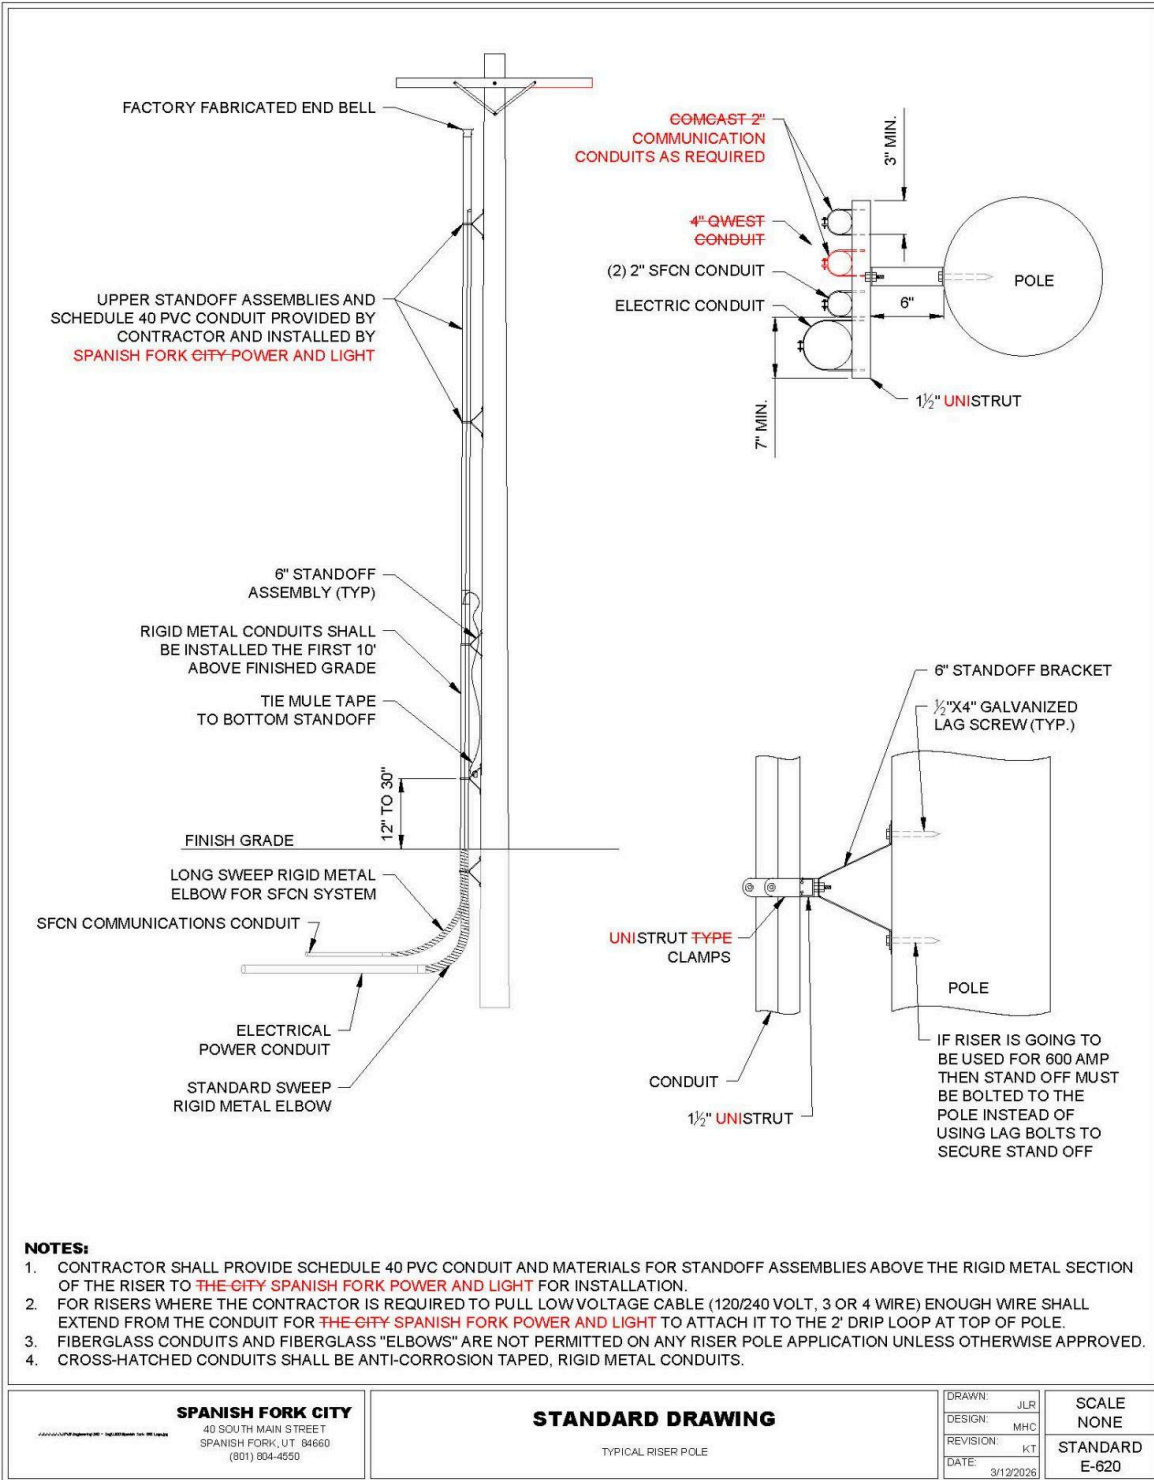 FACTORY FABRICATED END BELL
UPPER STANDOFF ASSEMBLIES AND
SCHEDULE 40 PVC CONDUIT PROVIDED BY
CONTRACTOR AND INSTALLED BY
SPANISH FORK CITY POWER AND LIGHT
6" STANDOFF
ASSEMBLY (TYP)
RIGID METAL CONDUITS SHALL
BE INSTALLED THE FIRST 10'
ABOVE FINISHED GRADE
TIE MULE TAPE
TO BOTTOM STANDOFF
12" TO 30"
FINISH GRADE
LONG SWEEP RIGID METAL
ELBOW FOR SFCN SYSTEM
SFCN COMMUNICATIONS CONDUIT
ELECTRICAL
POWER CONDUIT
STANDARD SWEEP
RIGID METAL ELBOW
COMCAST 2"
COMMUNICATION
CONDUITS AS REQUIRED
4" QWEST
CONDUIT
(2) 2" SFCN CONDUIT
ELECTRIC CONDUIT
3" MIN.
7" MIN.
6"
POLE
1½" UNISTRUT
6" STANDOFF BRACKET
½"X4" GALVANIZED
LAG SCREW (TYP.)
UNISTRUT TYPE
CLAMPS
POLE
CONDUIT
1½" UNISTRUT
IF RISER IS GOING TO
BE USED FOR 600 AMP
THEN STAND OFF MUST
BE BOLTED TO THE
POLE INSTEAD OF
USING LAG BOLTS TO
SECURE STAND OFF
NOTES:
1. CONTRACTOR SHALL PROVIDE SCHEDULE 40 PVC CONDUIT AND MATERIALS FOR STANDOFF ASSEMBLIES ABOVE THE RIGID METAL SECTION
OF THE RISER TO THE CITY SPANISH FORK POWER AND LIGHT FOR INSTALLATION.
2. FOR RISERS WHERE THE CONTRACTOR IS REQUIRED TO PULL LOW VOLTAGE CABLE (120/240 VOLT, 3 OR 4 WIRE) ENOUGH WIRE SHALL
EXTEND FROM THE CONDUIT FOR THE CITY SPANISH FORK POWER AND LIGHT TO ATTACH IT TO THE 2' DRIP LOOP AT TOP OF POLE.
3. FIBERGLASS CONDUITS AND FIBERGLASS "ELBOWS" ARE NOT PERMITTED ON ANY RISER POLE APPLICATION UNLESS OTHERWISE APPROVED.
4. CROSS-HATCHED CONDUITS SHALL BE ANTI-CORROSION TAPED, RIGID METAL CONDUITS.
SPANISH FORK CITY
40 SOUTH MAIN STREET
SPANISH FORK, UT 84660
(801) 804-4550
STANDARD DRAWING
TYPICAL RISER POLE
DRAWN: JLR
DESIGN: MHC
REVISION: KT
DATE: 3/12/2026
SCALE
NONE
STANDARD
E-620